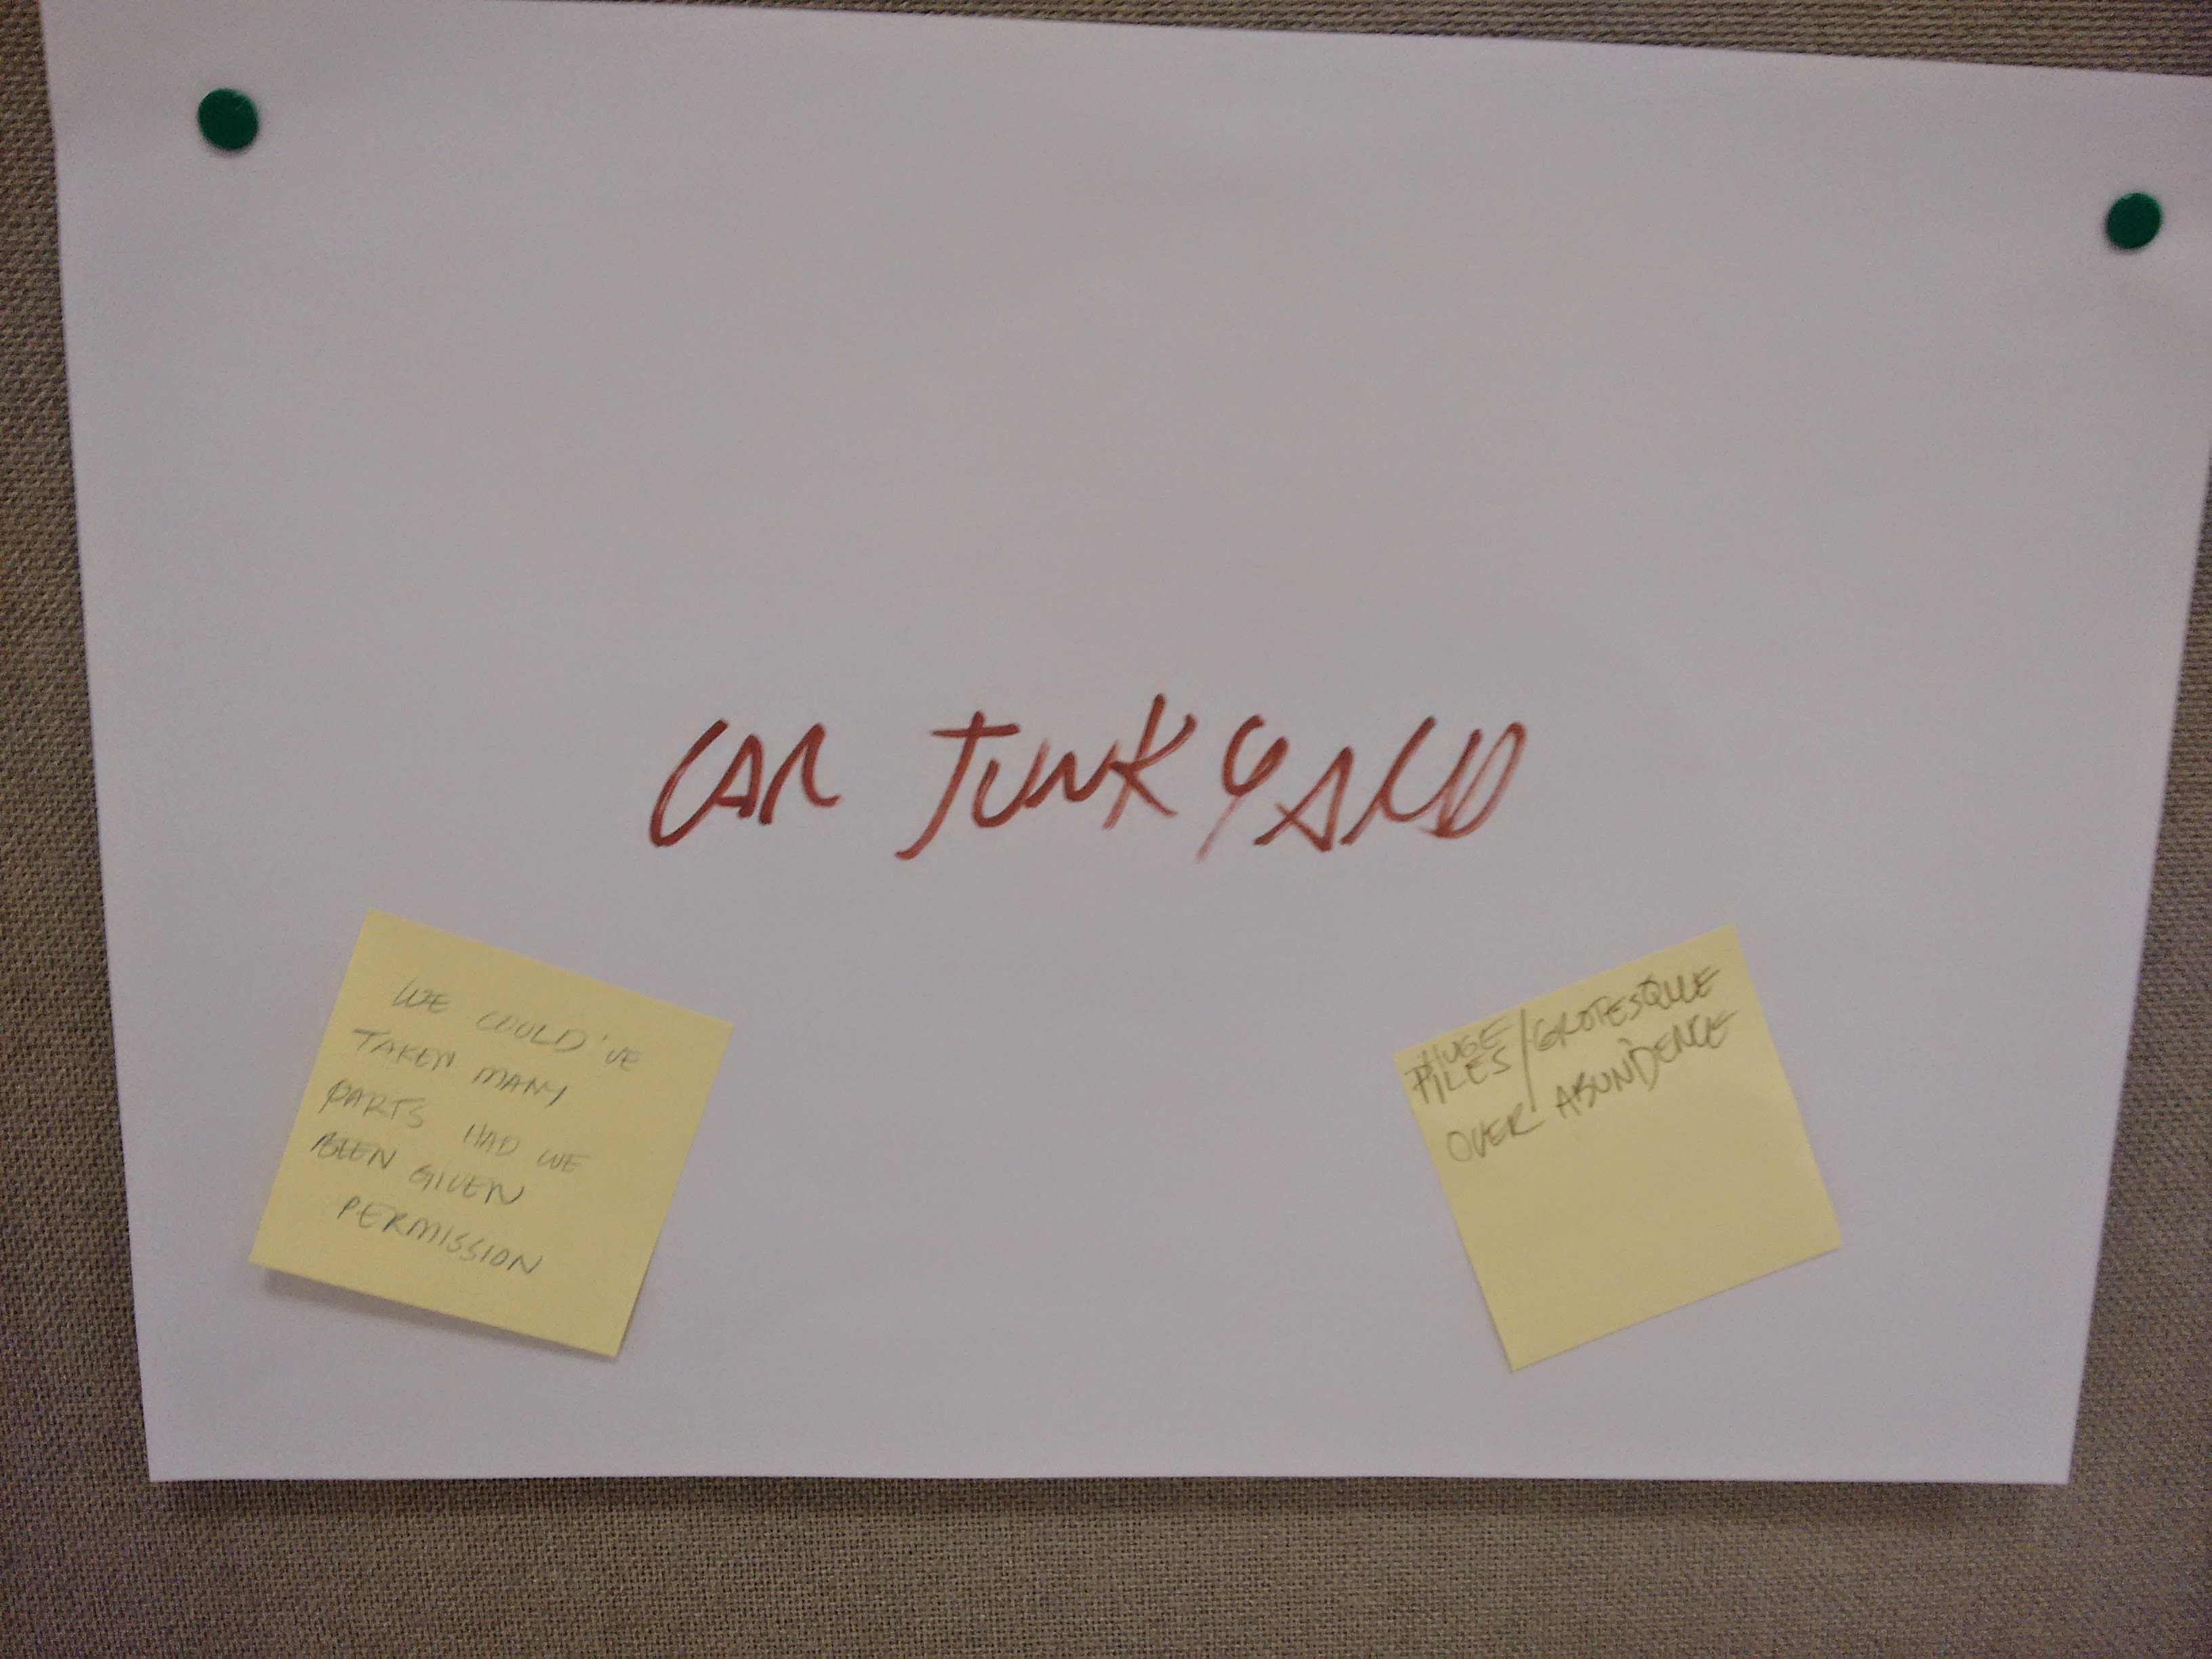 CAR JUNKYARD
WE COULD'VE
TAKEN MANY
PARTS HAD WE
BEEN GIVEN
PERMISSION
HUGE
PILES/GROTESQUE
OVER ABUNDENCE